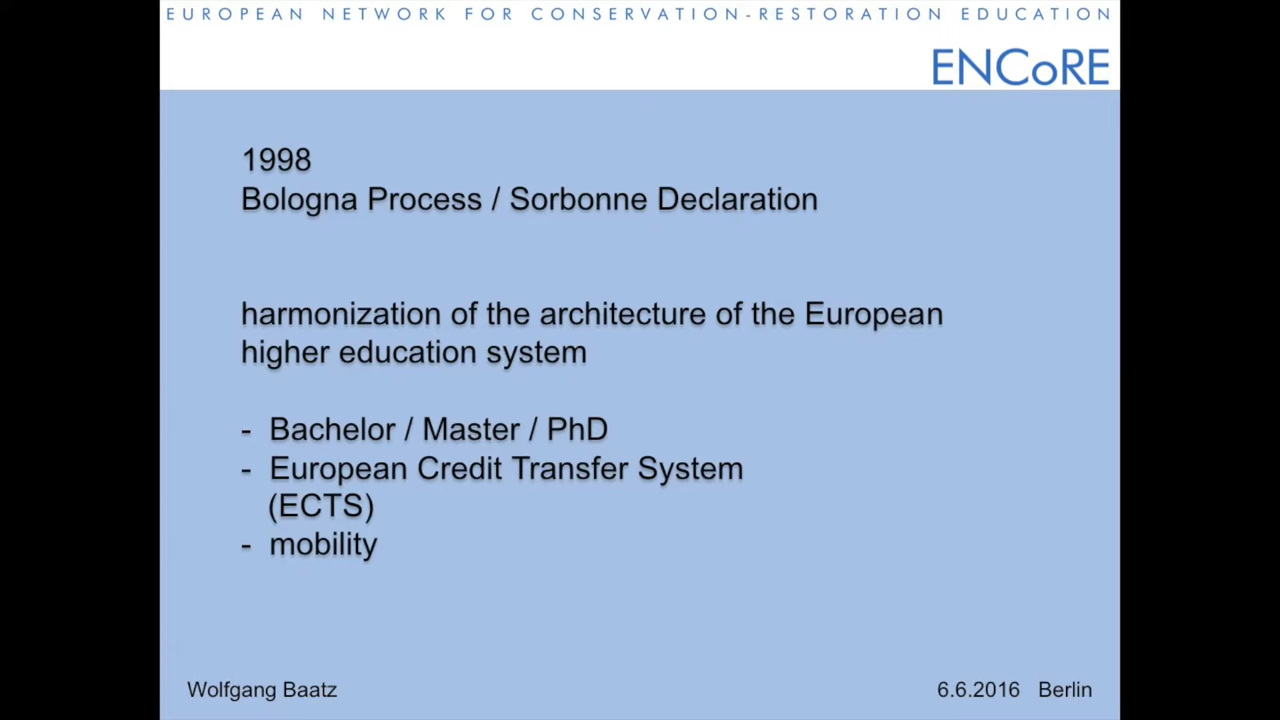 EUROPEAN NETWORK FOR CONSERVATION-RESTORATION EDUCATION
ENCoRE
1998
Bologna Process / Sorbonne Declaration
harmonization of the architecture of the European
higher education system
- Bachelor / Master / PhD
- European Credit Transfer System
(ECTS)
- mobility
Wolfgang Baatz
6.6.2016 Berlin